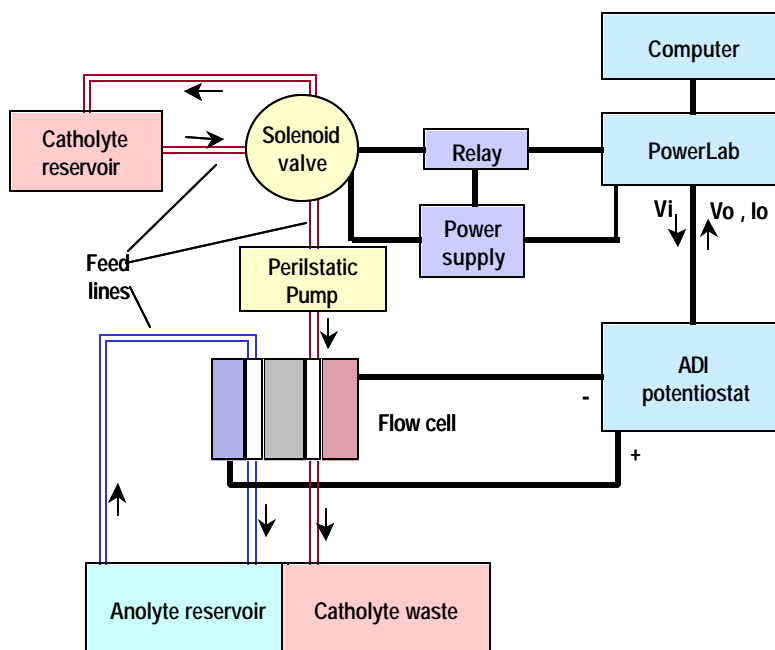 Computer
Catholyte
reservoir
Solenoid
valve
Relay
PowerLab
Power
supply
Vi
Vo , Io
Feed
lines
Perilstatic
Pump
ADI
potentiostat
-
Flow cell
+
Anolyte reservoir
Catholyte waste